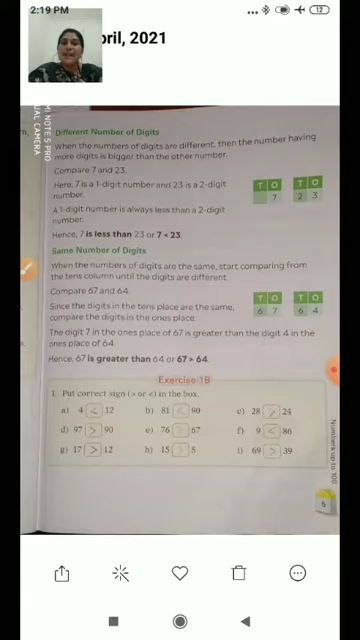 2:19 PM
12
oril, 2021
MI NOTE 5 PRO
UAL CAMERA
Different Number of Digits
When the numbers of digits are different, then the number having
more digits is bigger than the other number.
Compare 7 and 23.
Here, 7 is a 1-digit number and 23 is a 2-digit
number.
T O T O
7 2 3
A 1-digit number is always less than a 2-digit
number.
Hence, 7 is less than 23 or 7 < 23.
Same Number of Digits
When the numbers of digits are the same, start comparing from
the tens column until the digits are different.
Compare 67 and 64.
Since the digits in the tens place are the same,
compare the digits in the ones place.
T O T O
6 7 6 4
The digit 7 in the ones place of 67 is greater than the digit 4 in the
ones place of 64.
Hence, 67 is greater than 64 or 67 > 64.
Exercise 1B
1. Put correct sign (> or <) in the box.
a) 4 < 12 b) 81 < 90 c) 28 > 24
d) 97 > 90 e) 76 > 67 f) 9 < 86
g) 17 > 12 h) 15 > 5 i) 69 > 39
Numbers up to 100